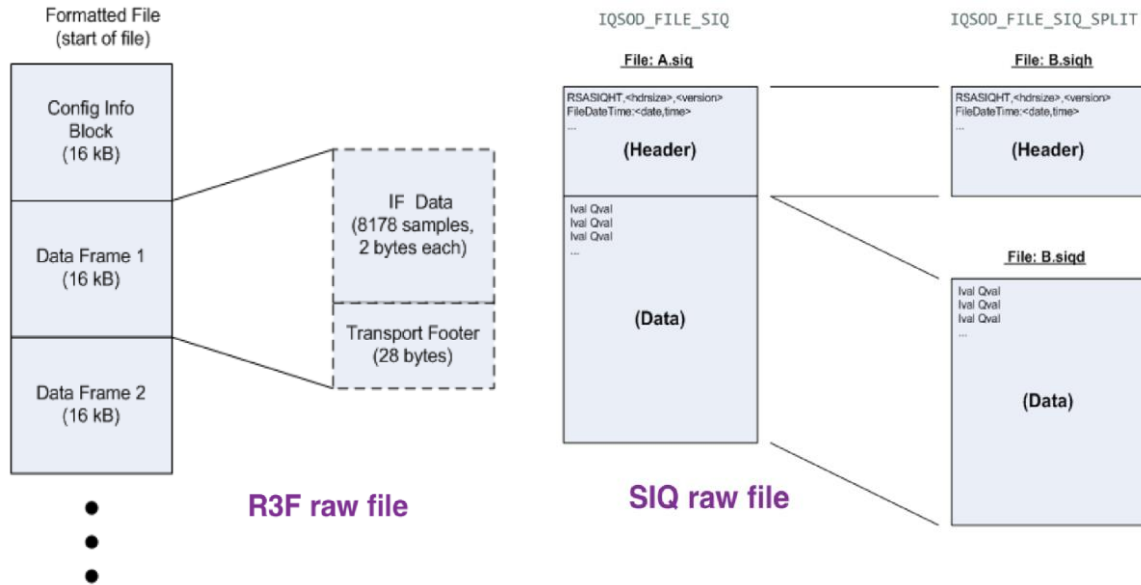 Formatted File
(start of file)
Config Info
Block
(16 kB)
Data Frame 1
(16 kB)
Data Frame 2
(16 kB)
IF Data
(8178 samples,
2 bytes each)
Transport Footer
(28 bytes)
R3F raw file
IQSOD_FILE_SIQ
File: A.siq
RSASIQHT,<hdrsize>,<version>
FileDateTime:<date,time>
...
(Header)
Ival Qval
Ival Qval
Ival Qval
...
(Data)
SIQ raw file
IQSOD_FILE_SIQ_SPLIT
File: B.siqh
RSASIQHT,<hdrsize>,<version>
FileDateTime:<date,time>
...
(Header)
File: B.siqd
Ival Qval
Ival Qval
Ival Qval
...
(Data)